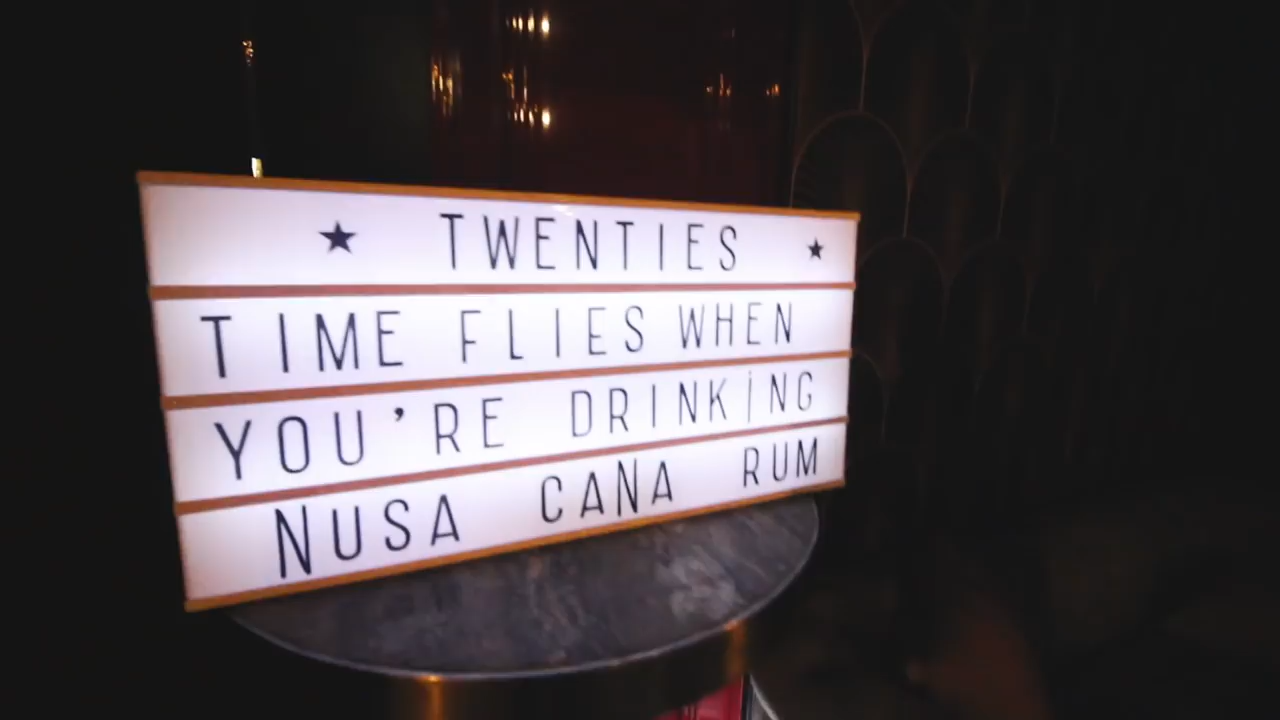 ★ TWENTIES ★
TIME FLIES WHEN
YOU'RE DRINKING
NUSA CANA RUM